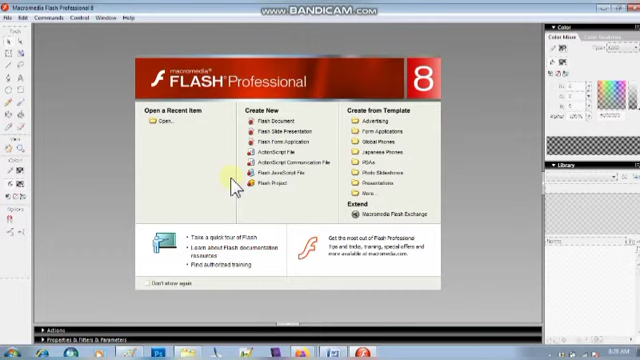 Macromedia Flash Professional 8
www.BANDICAM.com
File Edit Commands Control Window Help
Tools
View
Colors
Options
macromedia®
FLASH Professional 8
Open a Recent Item
Open...
Create New
Flash Document
Flash Slide Presentation
Flash Form Application
ActionScript File
ActionScript Communication File
Flash JavaScript File
Flash Project
Create from Template
Advertising
Form Applications
Global Phones
Japanese Phones
PDAs
Photo Slideshows
Presentations
More...
Extend
Macromedia Flash Exchange
• Take a quick tour of Flash
• Learn about Flash documentation
resources
• Find authorized training
Get the most out of Flash Professional
Tips and tricks, training, special offers and
more available at macromedia.com.
Don't show again
Color
Color Mixer
Color Swatches
Library
Name
Actions
Properties & Filters & Parameters